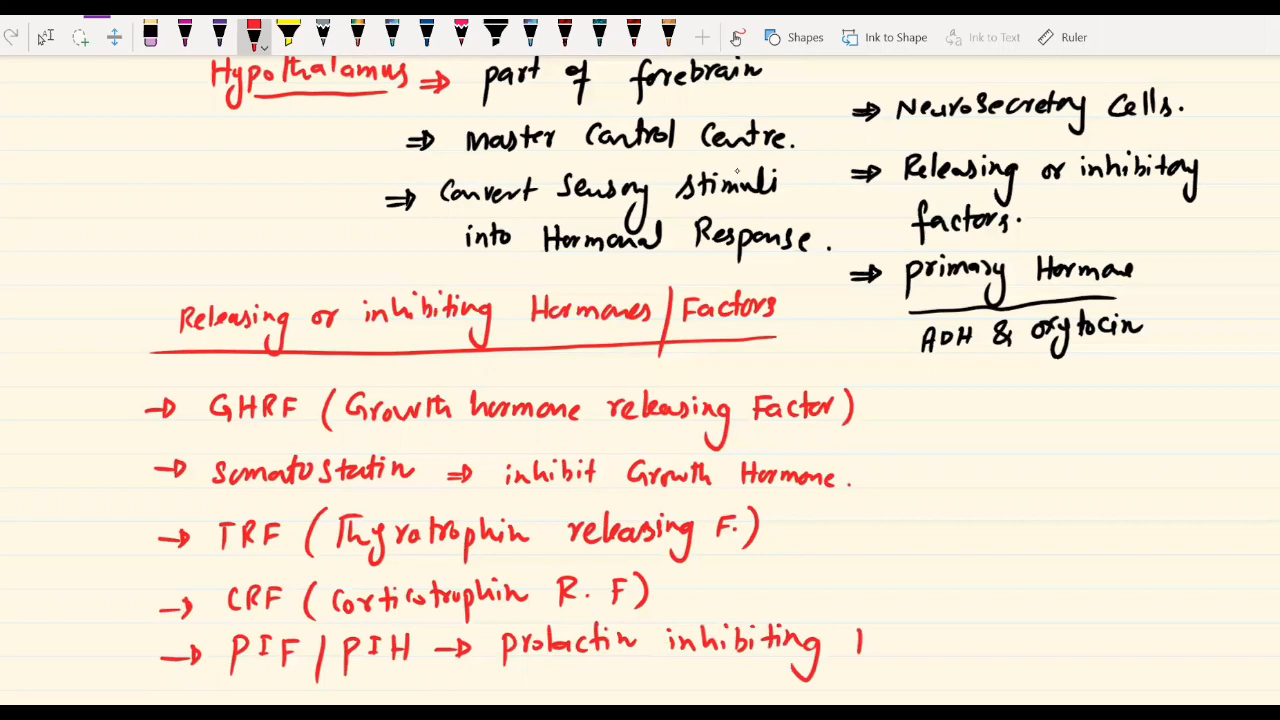 Shapes
Ink to Shape
Ink to Text
Ruler
Hypothalamus ⇒ part of forebrain
⇒ Master Control Centre.
⇒ Convert Sensory stimuli
into Hormonal Response.
⇒ Neurosecretry Cells.
⇒ Releasing or inhibitory
factors.
⇒ primary Hormone
ADH & oxytocin
Releasing or inhibiting Hormones / Factors
→ GHRF (Growth hormone releasing Factor)
→ Somatostatin ⇒ inhibit Growth Hormone.
→ TRF (Thyrotrophin releasing F.)
→ CRF (Corticotrophin R. F)
→ PIF / PIH → prolactin inhibiting